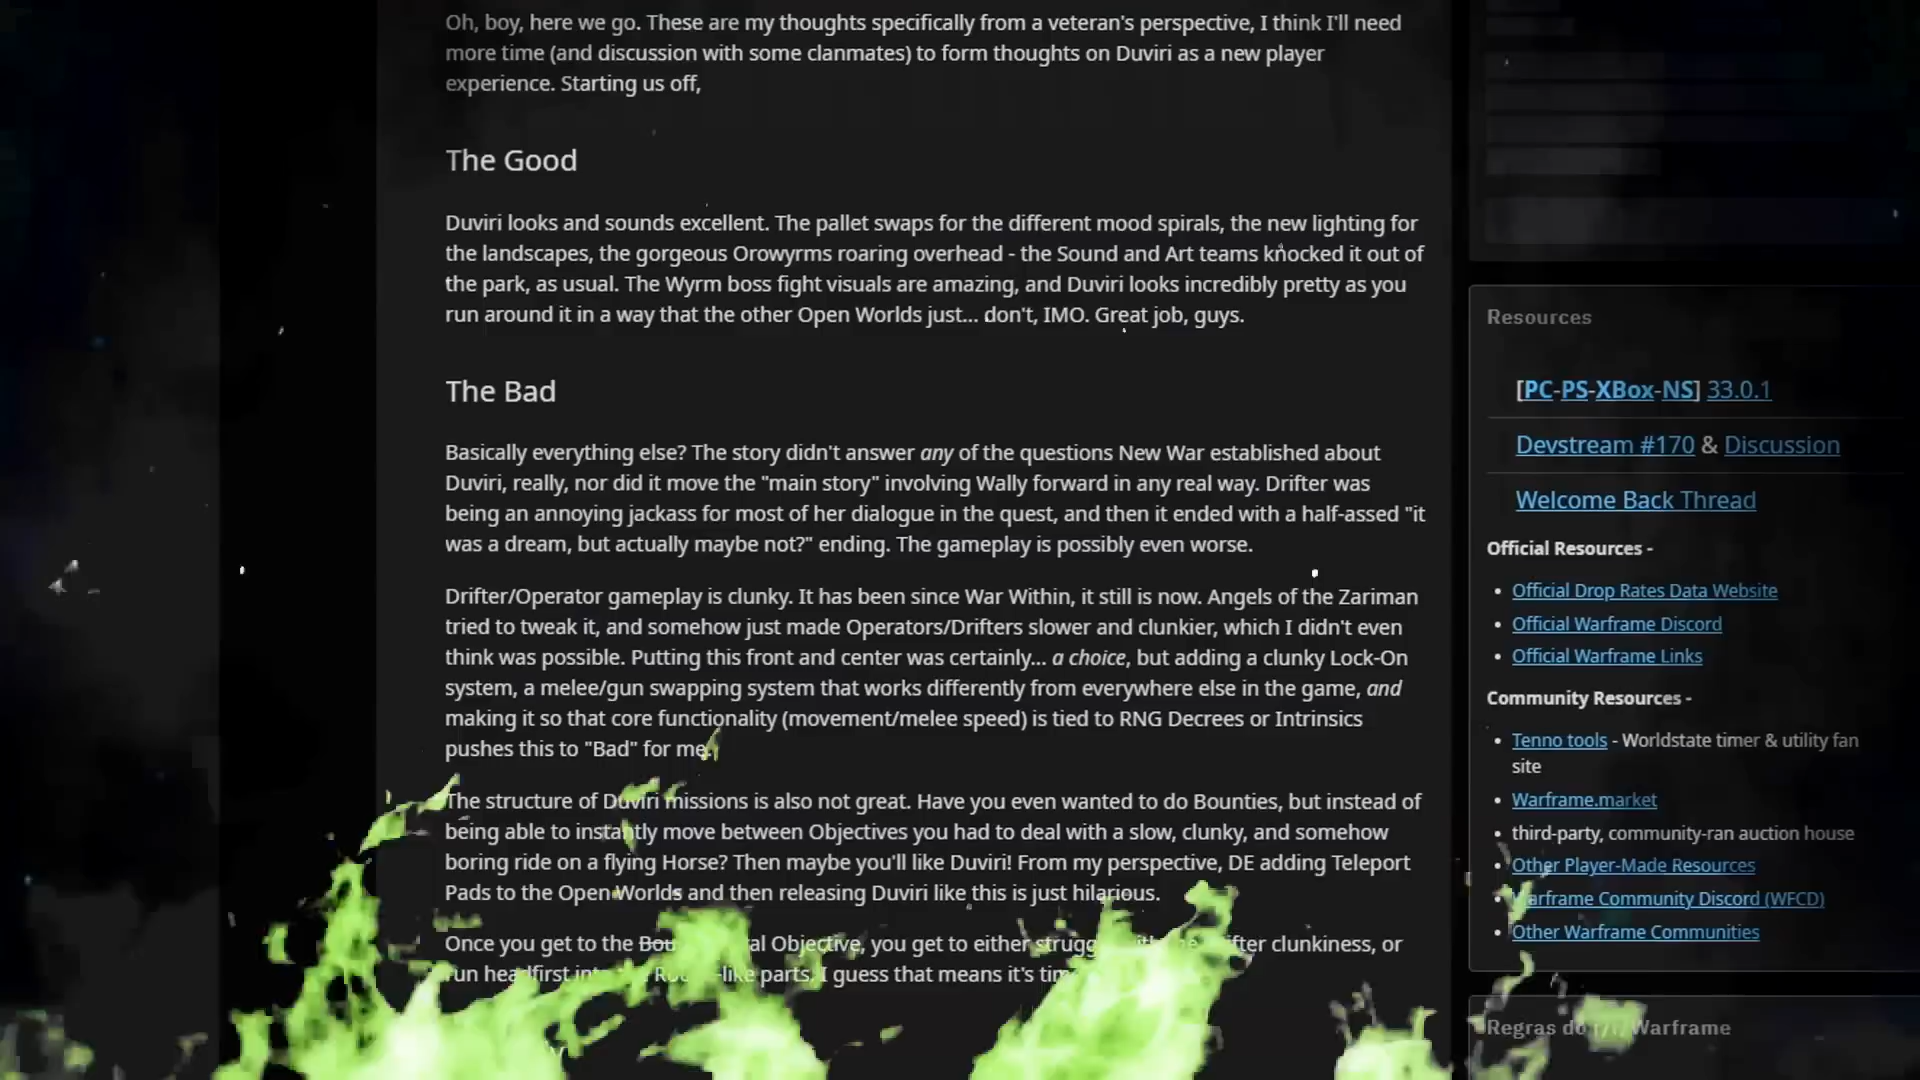 Oh, boy, here we go. These are my thoughts specifically from a veteran's perspective, I think I'll need
more time (and discussion with some clanmates) to form thoughts on Duviri as a new player
experience. Starting us off,
The Good
Duviri looks and sounds excellent. The pallet swaps for the different mood spirals, the new lighting for
the landscapes, the gorgeous Orowyrms roaring overhead - the Sound and Art teams knocked it out of
the park, as usual. The Wyrm boss fight visuals are amazing, and Duviri looks incredibly pretty as you
run around it in a way that the other Open Worlds just... don't, IMO. Great job, guys.
The Bad
Basically everything else? The story didn't answer any of the questions New War established about
Duviri, really, nor did it move the "main story" involving Wally forward in any real way. Drifter was
being an annoying jackass for most of her dialogue in the quest, and then it ended with a half-assed "it
was a dream, but actually maybe not?" ending. The gameplay is possibly even worse.
Drifter/Operator gameplay is clunky. It has been since War Within, it still is now. Angels of the Zariman
tried to tweak it, and somehow just made Operators/Drifters slower and clunkier, which I didn't even
think was possible. Putting this front and center was certainly... a choice, but adding a clunky Lock-On
system, a melee/gun swapping system that works differently from everywhere else in the game, and
making it so that core functionality (movement/melee speed) is tied to RNG Decrees or Intrinsics
pushes this to "Bad" for me.
The structure of Duviri missions is also not great. Have you even wanted to do Bounties, but instead of
being able to instantly move between Objectives you had to deal with a slow, clunky, and somehow
boring ride on a flying Horse? Then maybe you'll like Duviri! From my perspective, DE adding Teleport
Pads to the Open Worlds and then releasing Duviri like this is just hilarious.
Once you get to the Objective, you get to either clunkiness, or
run headfirst parts. I guess that means it's
Resources
[PC-PS-XBox-NS] 33.0.1
Devstream #170 & Discussion
Welcome Back Thread
Official Resources -
• Official Drop Rates Data Website
• Official Warframe Discord
• Official Warframe Links
Community Resources -
• Tenno tools - Worldstate timer & utility fan
site
• Warframe.market
• third-party, community-ran auction house
• Other Player-Made Resources
• Warframe Community Discord (WFCD)
• Other Warframe Communities
Regras do /r/Warframe